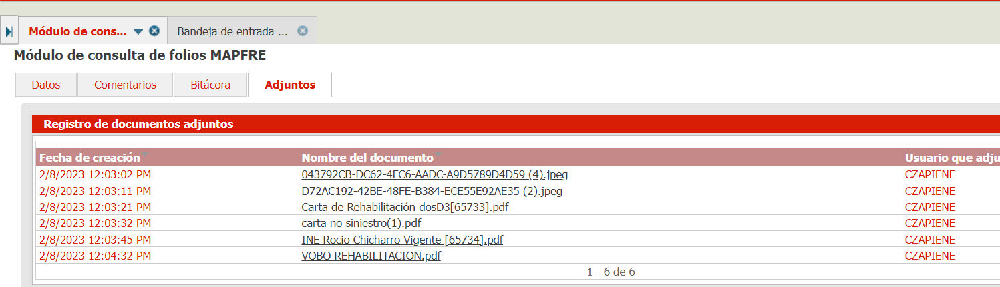 Módulo de cons...
Bandeja de entrada ...
Módulo de consulta de folios MAPFRE
Datos Comentarios Bitácora Adjuntos
Registro de documentos adjuntos
Fecha de creación Nombre del documento Usuario que adju
2/8/2023 12:03:02 PM 043792CB-DC62-4FC6-AADC-A9D5789D4D59 (4).jpeg CZAPIENE
2/8/2023 12:03:11 PM D72AC192-42BE-48FE-B384-ECE55E92AE35 (2).jpeg CZAPIENE
2/8/2023 12:03:21 PM Carta de Rehabilitación dosD3[65733].pdf CZAPIENE
2/8/2023 12:03:32 PM carta no siniestro(1).pdf CZAPIENE
2/8/2023 12:03:45 PM INE Rocio Chicharro Vigente [65734].pdf CZAPIENE
2/8/2023 12:04:32 PM VOBO REHABILITACION.pdf CZAPIENE
1 - 6 de 6